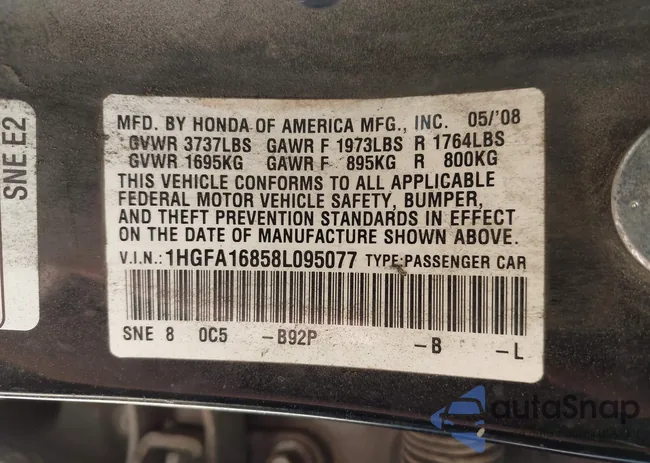 SNE E2
MFD. BY HONDA OF AMERICA MFG., INC. 05/'08
GVWR 3737LBS GAWR F 1973LBS R 1764LBS
GVWR 1695KG GAWR F 895KG R 800KG
THIS VEHICLE CONFORMS TO ALL APPLICABLE
FEDERAL MOTOR VEHICLE SAFETY, BUMPER,
AND THEFT PREVENTION STANDARDS IN EFFECT
ON THE DATE OF MANUFACTURE SHOWN ABOVE.
V.I.N.:1HGFA16858L095077 TYPE:PASSENGER CAR
SNE 8 0C5 -B92P -B -L
autoSnap